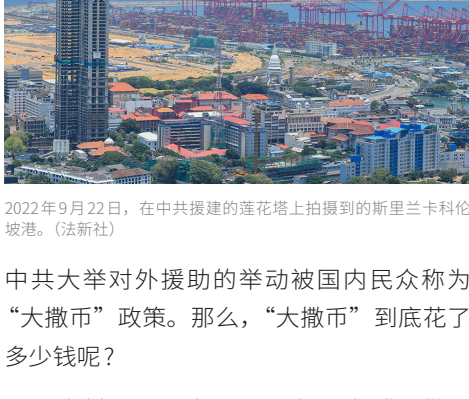 2022年9月22日，在中共援建的莲花塔上拍摄到的斯里兰卡科伦
坡港。（法新社）
中共大举对外援助的举动被国内民众称为
“大撒币”政策。那么，“大撒币”到底花了
多少钱呢？